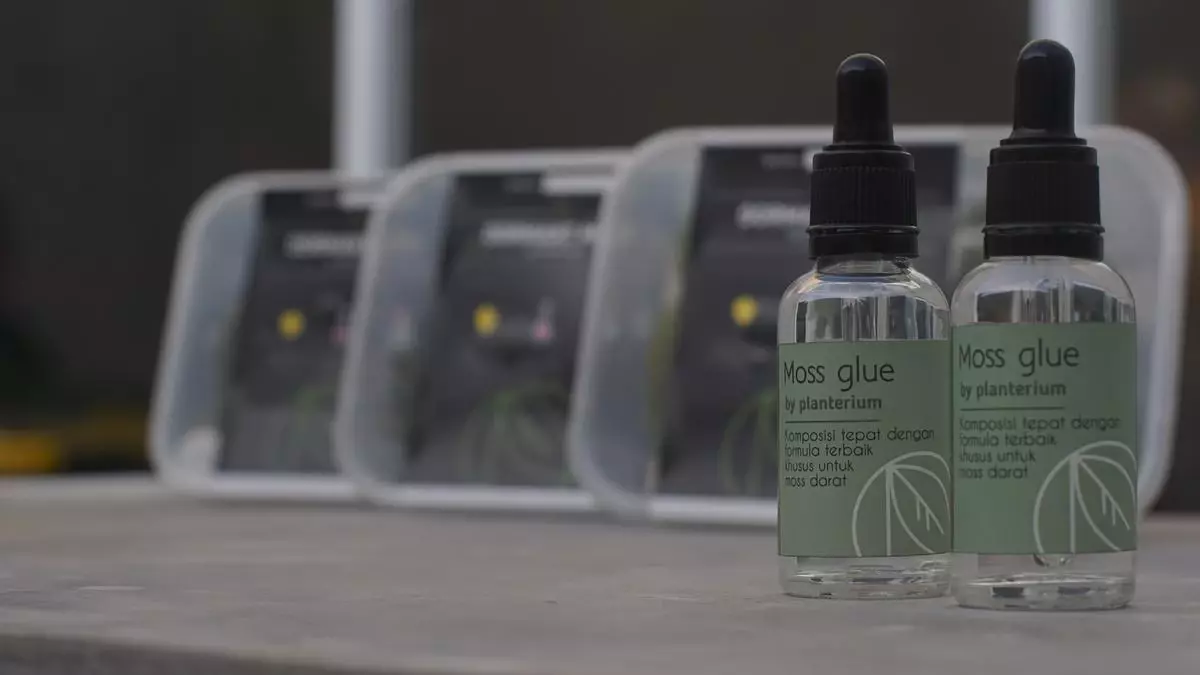 Moss glue
by planterium
Komposisi tepat dengan
formula terbaik
khusus untuk
moss darat
Moss glue
by planterium
Komposisi tepat dengan
formula terbaik
khusus untuk
moss darat